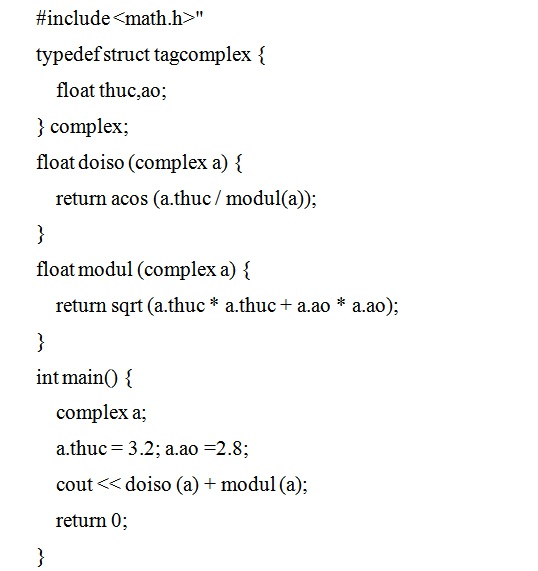 #include<math.h>"
typedef struct tagcomplex {
float thuc,ao;
} complex;
float doiso (complex a) {
return acos (a.thuc / modul(a));
}
float modul (complex a) {
return sqrt (a.thuc * a.thuc + a.ao * a.ao);
}
int main() {
complex a;
a.thuc = 3.2; a.ao =2.8;
cout << doiso (a) + modul (a);
return 0;
}